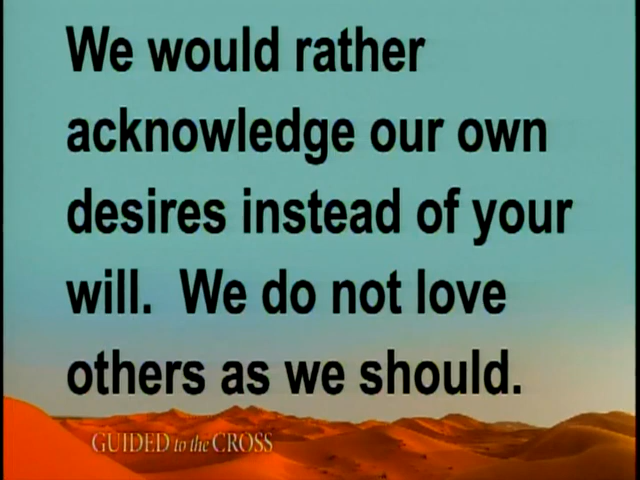 We would rather
acknowledge our own
desires instead of your
will.  We do not love
others as we should.
GUIDED to the CROSS